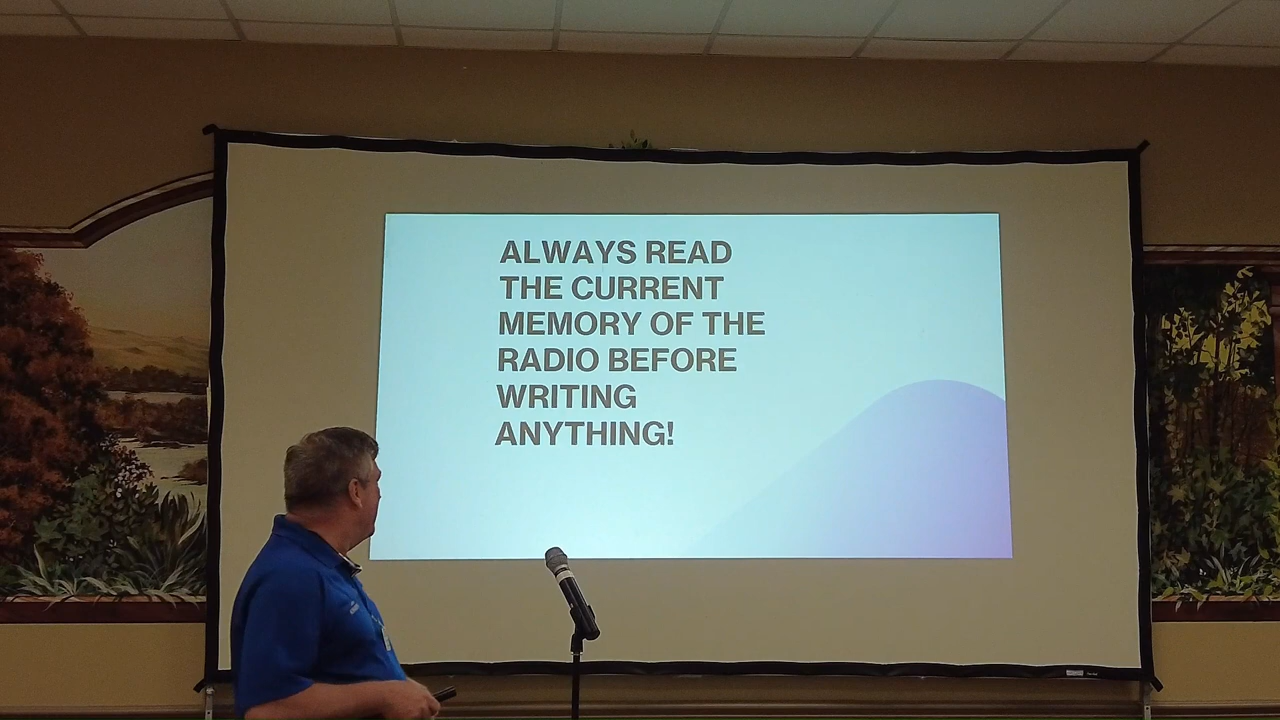 ALWAYS READ
THE CURRENT
MEMORY OF THE
RADIO BEFORE
WRITING
ANYTHING!